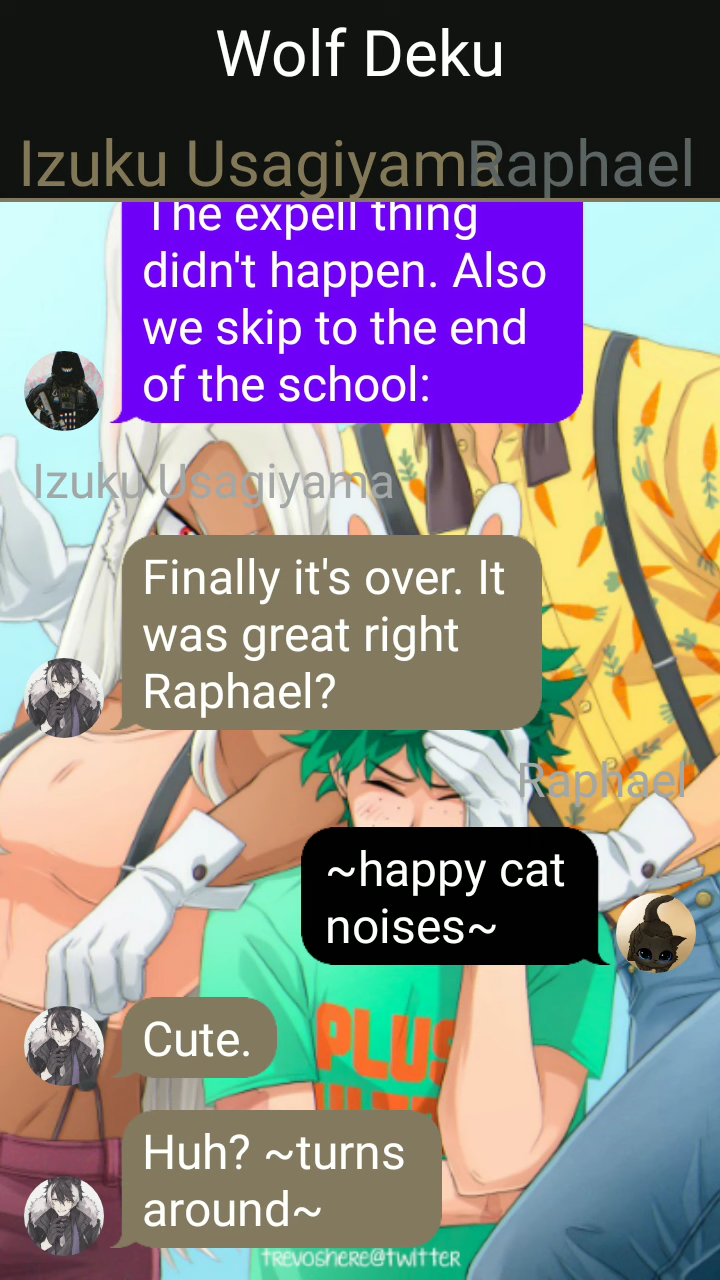 Wolf Deku
Izuku Usagiyama Raphael
The expell thing
didn't happen. Also
we skip to the end
of the school:
Izuku Usagiyama
Finally it's over. It
was great right
Raphael?
Raphael
~happy cat
noises~
Cute.
PLUS
ULTRA
Huh? ~turns
around~
TREVOSHERE@TWITTER